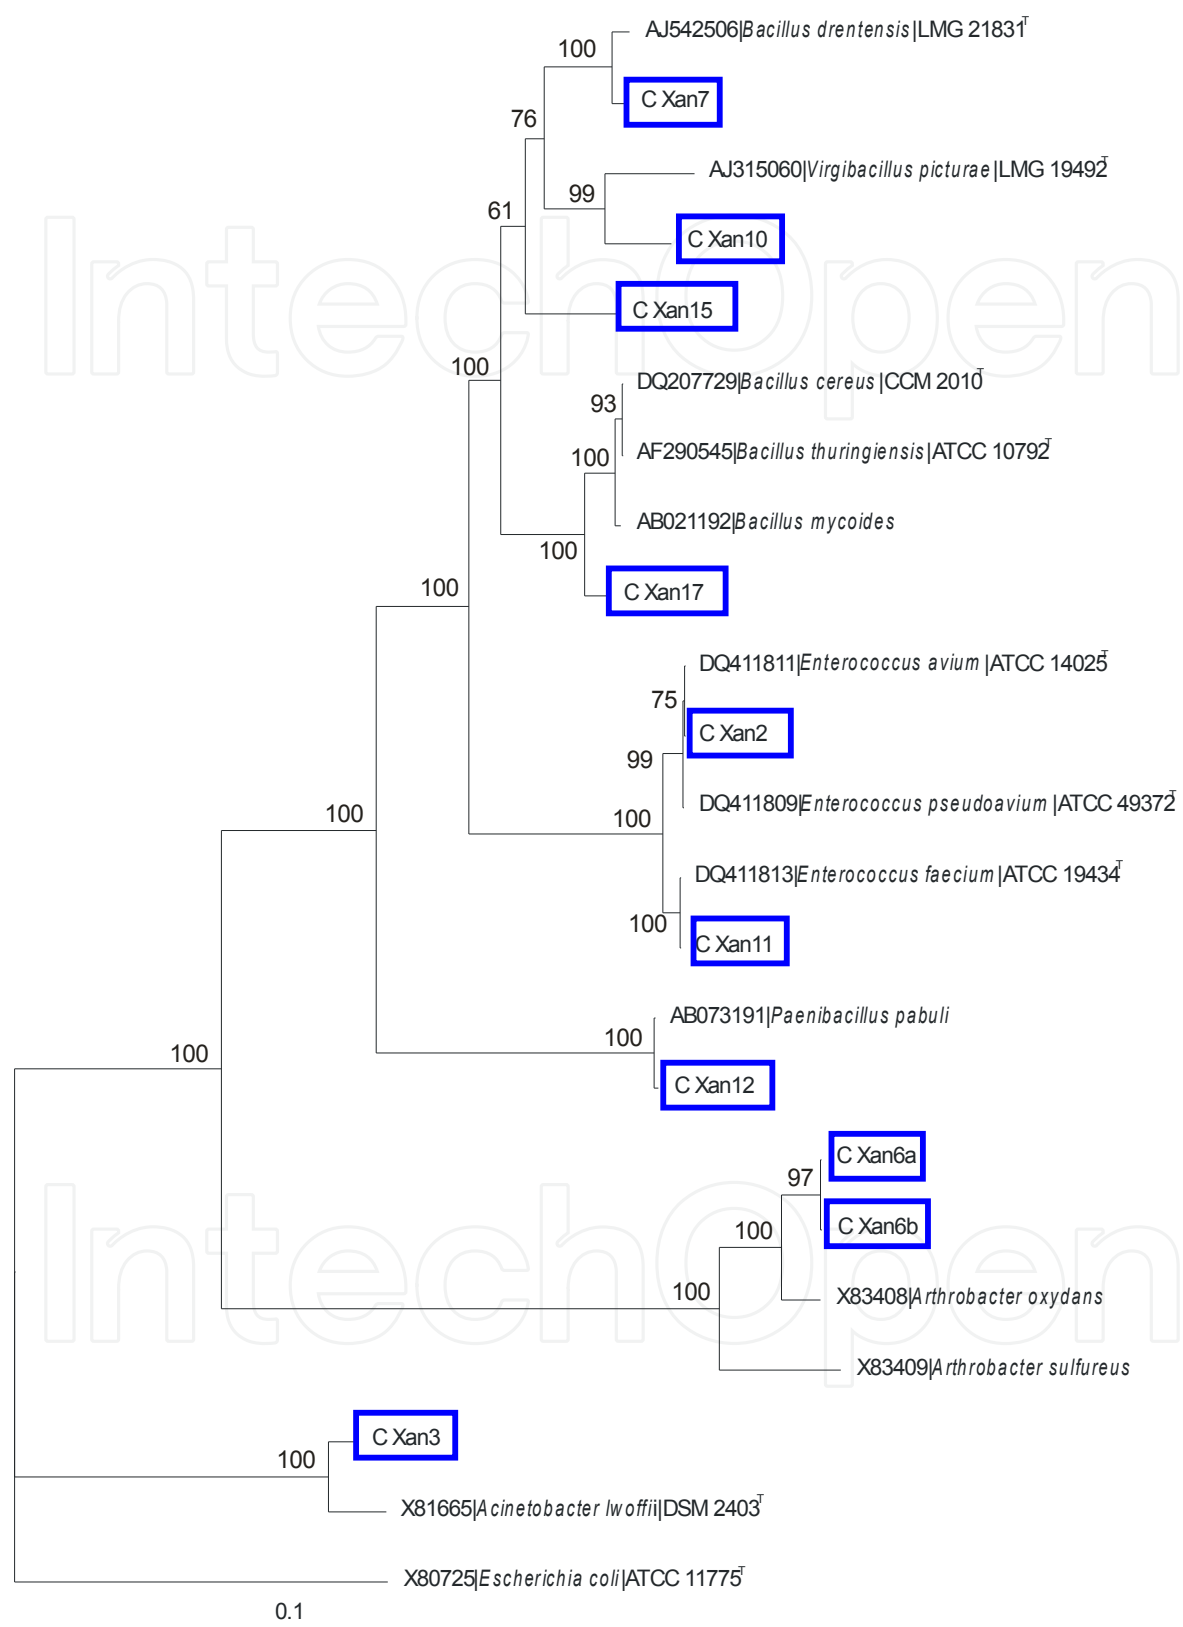 AJ542506|Bacillus drentensis|LMG 21831T
100
C Xan7
76
AJ315060|Virgibacillus picturae|LMG 19492T
99
61
C Xan10
IntechOpen
C Xan15
100
DQ207729|Bacillus cereus|CCM 2010T
93
AF290545|Bacillus thuringiensis|ATCC 10792T
100
AB021192|Bacillus mycoides
100
C Xan17
100
DQ411811|Enterococcus avium|ATCC 14025T
75
C Xan2
99
DQ411809|Enterococcus pseudoavium|ATCC 49372T
100
100
DQ411813|Enterococcus faecium|ATCC 19434T
100
C Xan11
AB073191|Paenibacillus pabuli
100
100
C Xan12
C Xan6a
97
C Xan6b
100
IntechOpen
100
X83408|Arthrobacter oxydans
X83409|Arthrobacter sulfureus
C Xan3
100
X81665|Acinetobacter lwoffii|DSM 2403T
X80725|Escherichia coli|ATCC 11775T
0.1